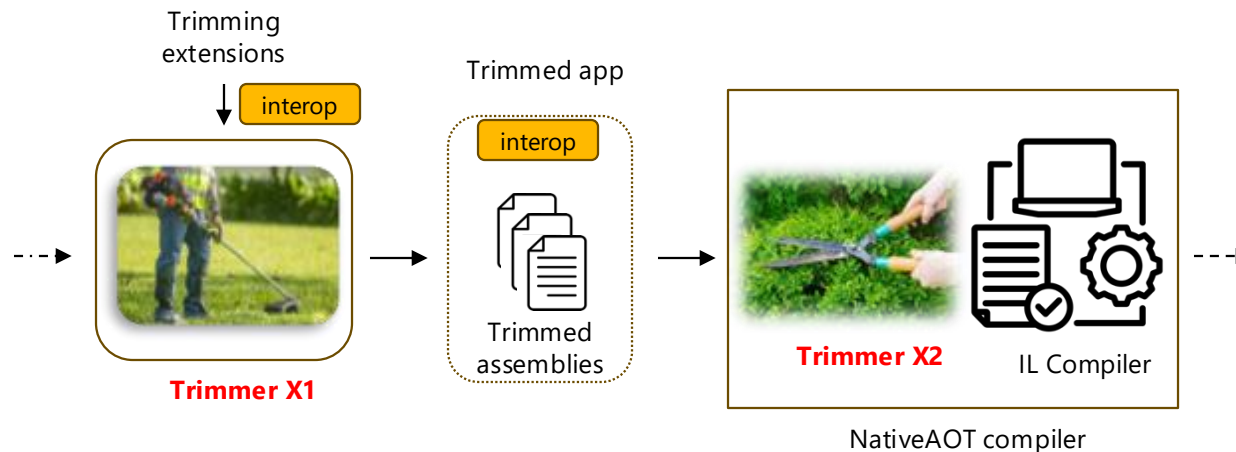 Trimming
extensions
interop
Trimmer X1
Trimmed app
interop
Trimmed
assemblies
Trimmer X2
IL Compiler
NativeAOT compiler